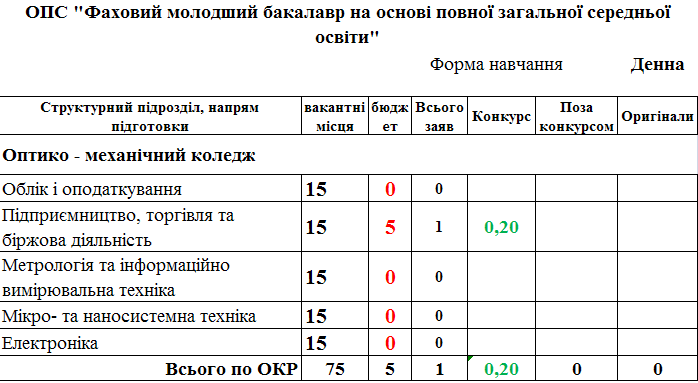 ОПС "Фаховий молодший бакалавр на основі повної загальної середньої
освіти"
Форма навчання Денна
Структурний підрозділ, напрям підготовки вакантні місця бюджет Всього заяв Конкурс Поза конкурсом Оригінали
Оптико - механічний коледж
Облік і оподаткування 15 0 0
Підприємництво, торгівля та
біржова діяльність 15 5 1 0,20
Метрологія та інформаційно
вимірювальна техніка 15 0 0
Мікро- та наносистемна техніка 15 0 0
Електроніка 15 0 0
Всього по ОКР 75 5 1 0,20 0 0